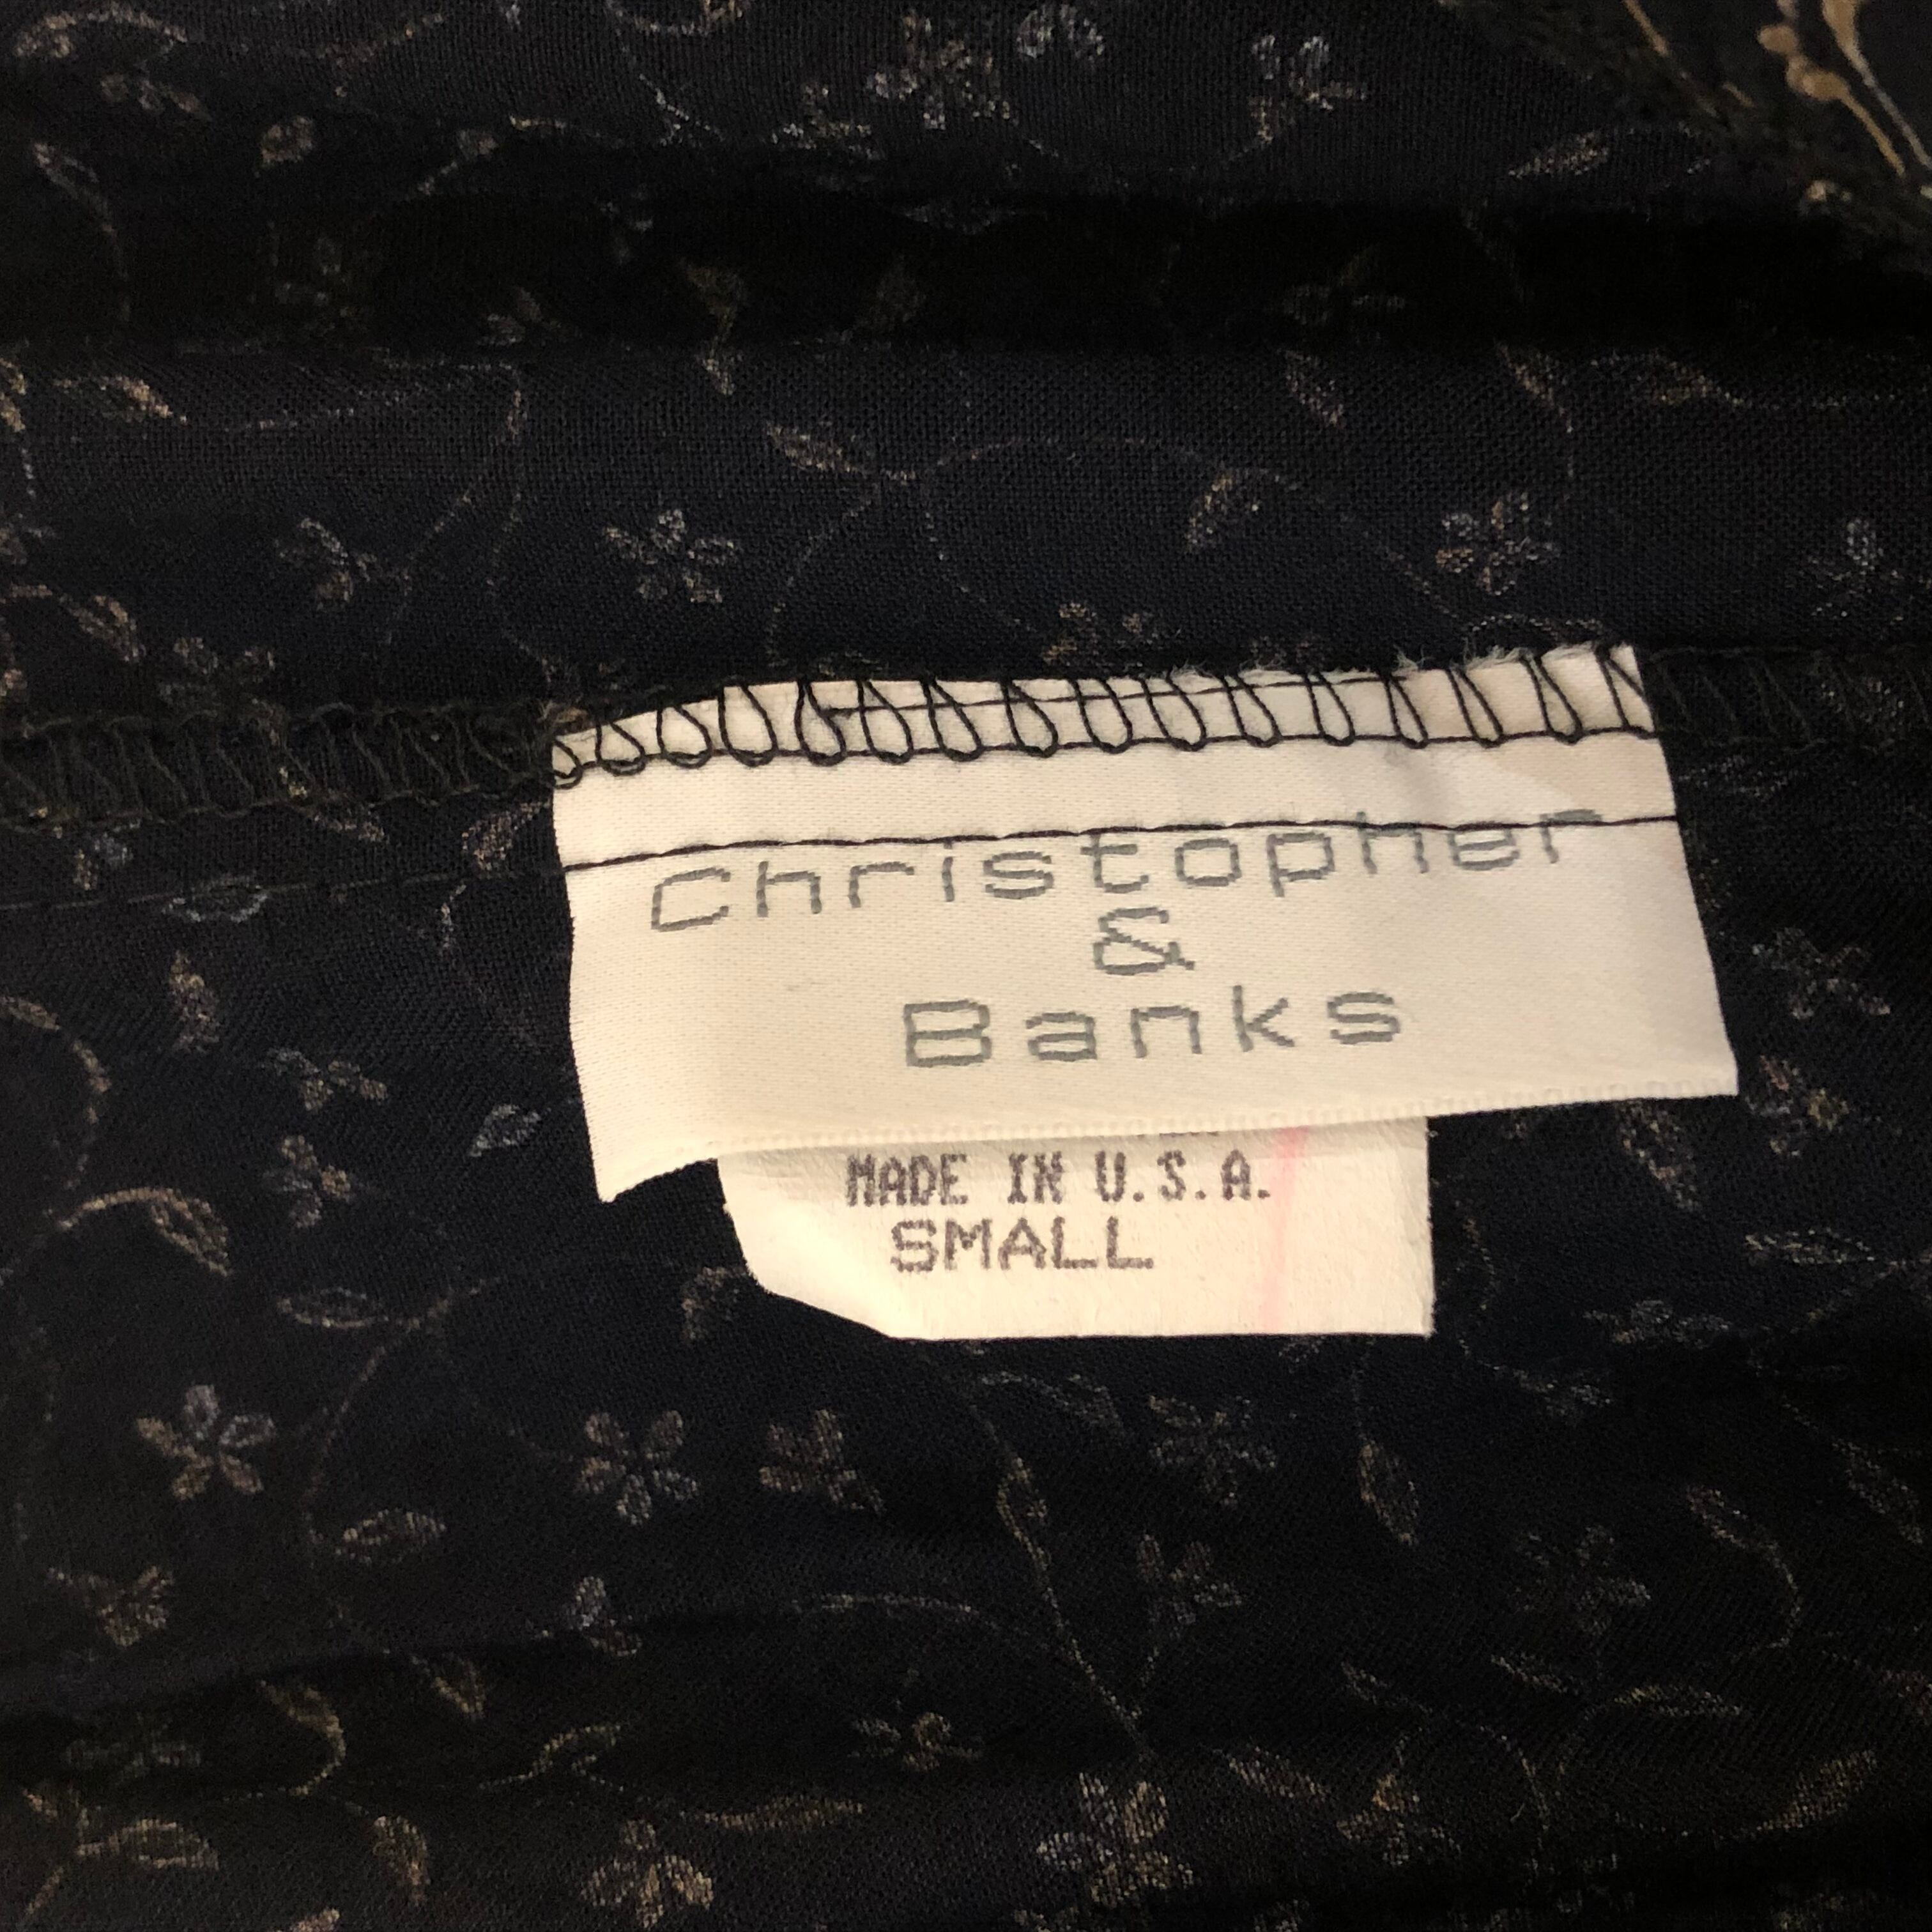 Christopher
&
Banks
MADE IN U.S.A.
SMALL